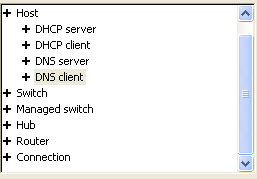 Host
DHCP server
DHCP client
DNS server
DNS client
Switch
Managed switch
Hub
Router
Connection